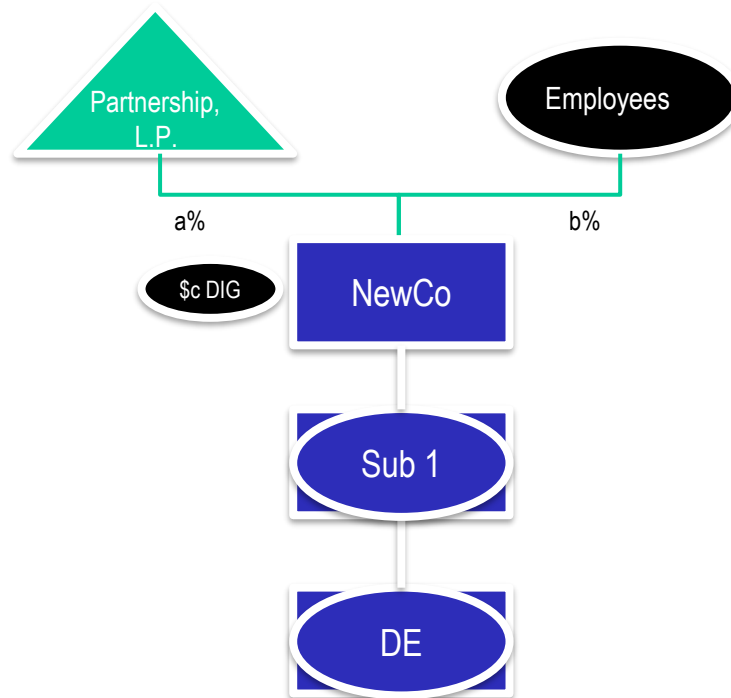 Partnership,
L.P.
Employees
a%
b%
$c DIG
NewCo
Sub 1
DE